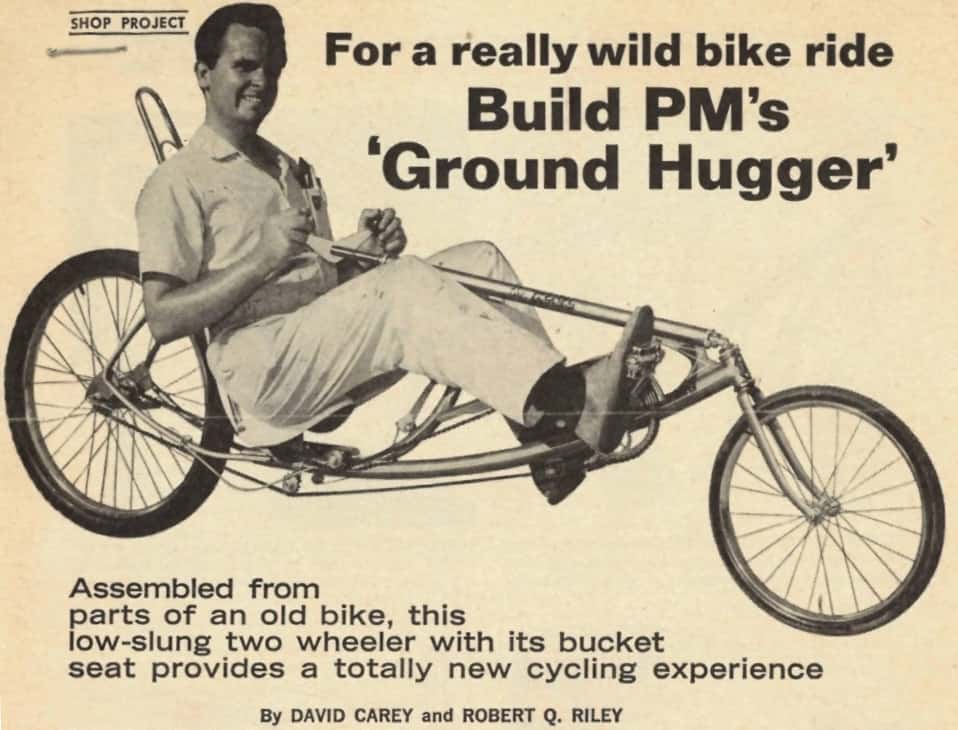 SHOP PROJECT
For a really wild bike ride
Build PM's
'Ground Hugger'
Assembled from
parts of an old bike, this
low-slung two wheeler with its bucket
seat provides a totally new cycling experience
By DAVID CAREY and ROBERT Q. RILEY